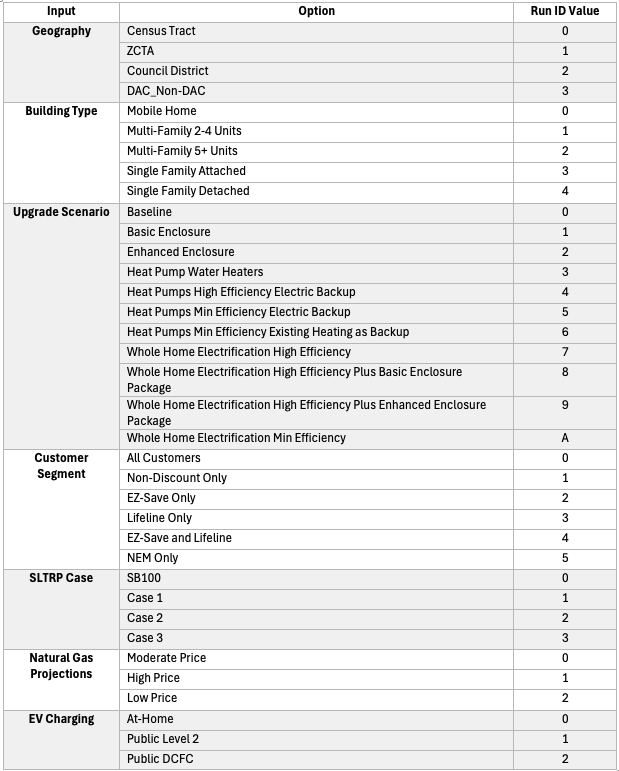 Input Option Run ID Value
Geography Census Tract 0
ZCTA 1
Council District 2
DAC_Non-DAC 3
Building Type Mobile Home 0
Multi-Family 2-4 Units 1
Multi-Family 5+ Units 2
Single Family Attached 3
Single Family Detached 4
Upgrade Scenario Baseline 0
Basic Enclosure 1
Enhanced Enclosure 2
Heat Pump Water Heaters 3
Heat Pumps High Efficiency Electric Backup 4
Heat Pumps Min Efficiency Electric Backup 5
Heat Pumps Min Efficiency Existing Heating as Backup 6
Whole Home Electrification High Efficiency 7
Whole Home Electrification High Efficiency Plus Basic Enclosure 8
Package
Whole Home Electrification High Efficiency Plus Enhanced Enclosure 9
Package
Whole Home Electrification Min Efficiency A
Customer All Customers 0
Segment Non-Discount Only 1
EZ-Save Only 2
Lifeline Only 3
EZ-Save and Lifeline 4
NEM Only 5
SLTRP Case SB100 0
Case 1 1
Case 2 2
Case 3 3
Natural Gas Moderate Price 0
Projections High Price 1
Low Price 2
EV Charging At-Home 0
Public Level 2 1
Public DCFC 2